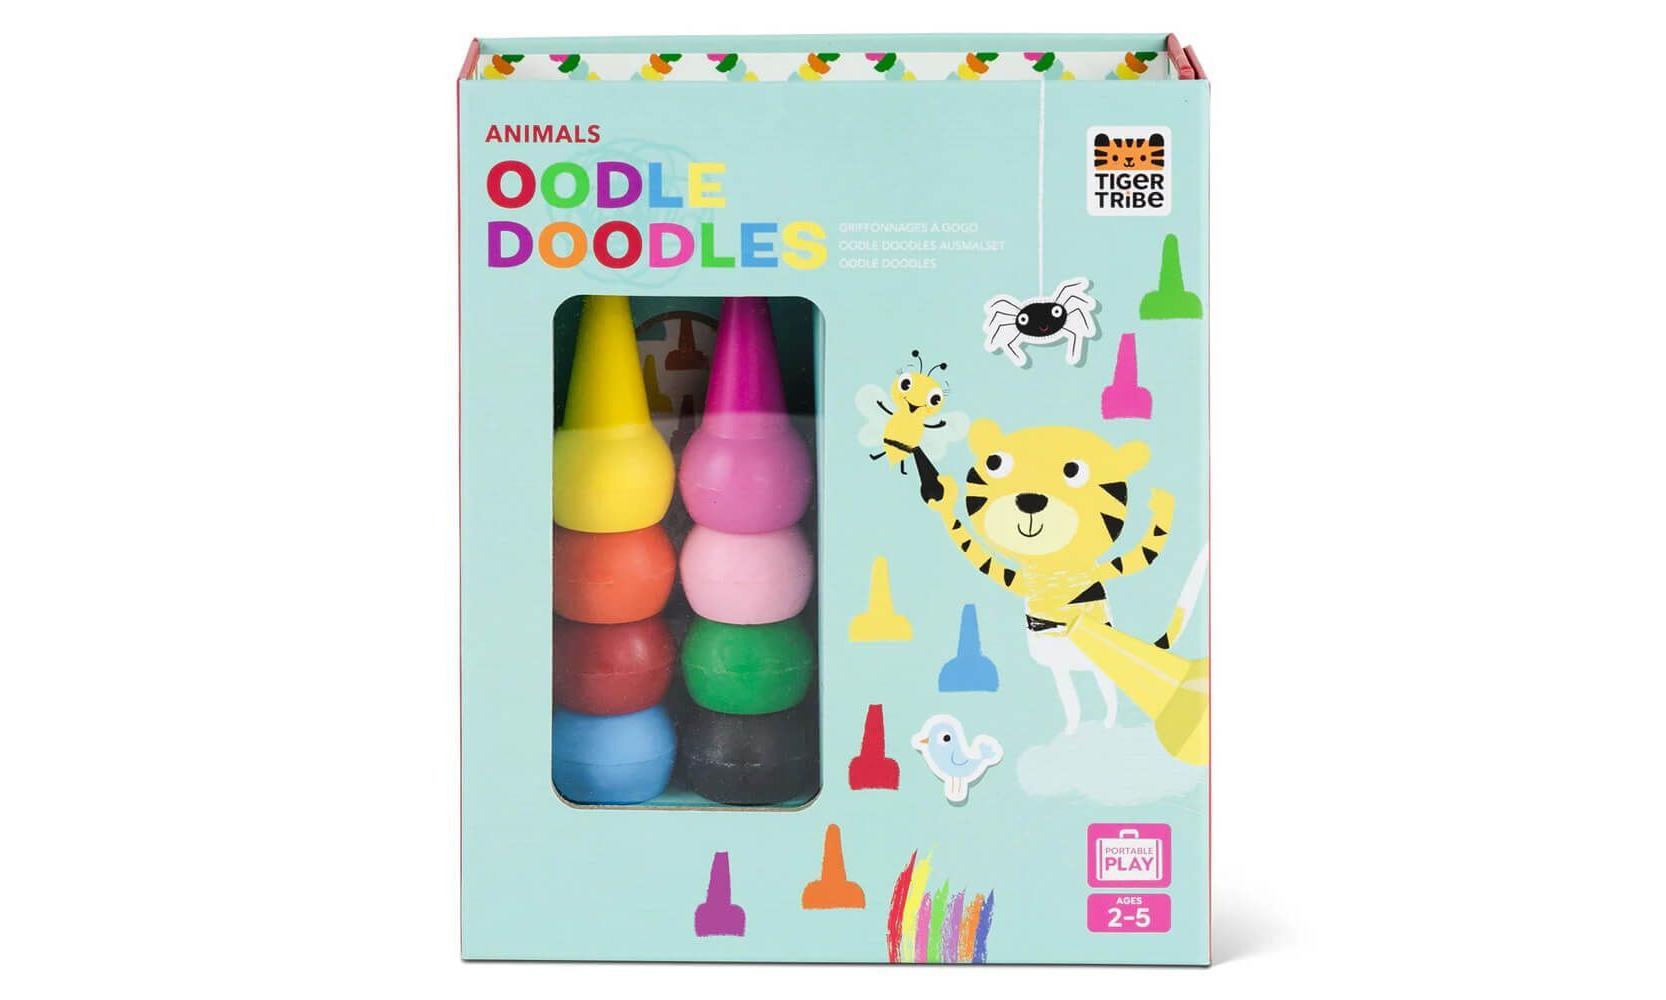 ANIMALS
OODLE
DOODLES
GRIFFONNAGES À GOGO
OODLE DOODLES AUSMALSET
OODLE DOODLES
TIGER
TRiBE
PORTABLE
PLAY
AGES
2-5